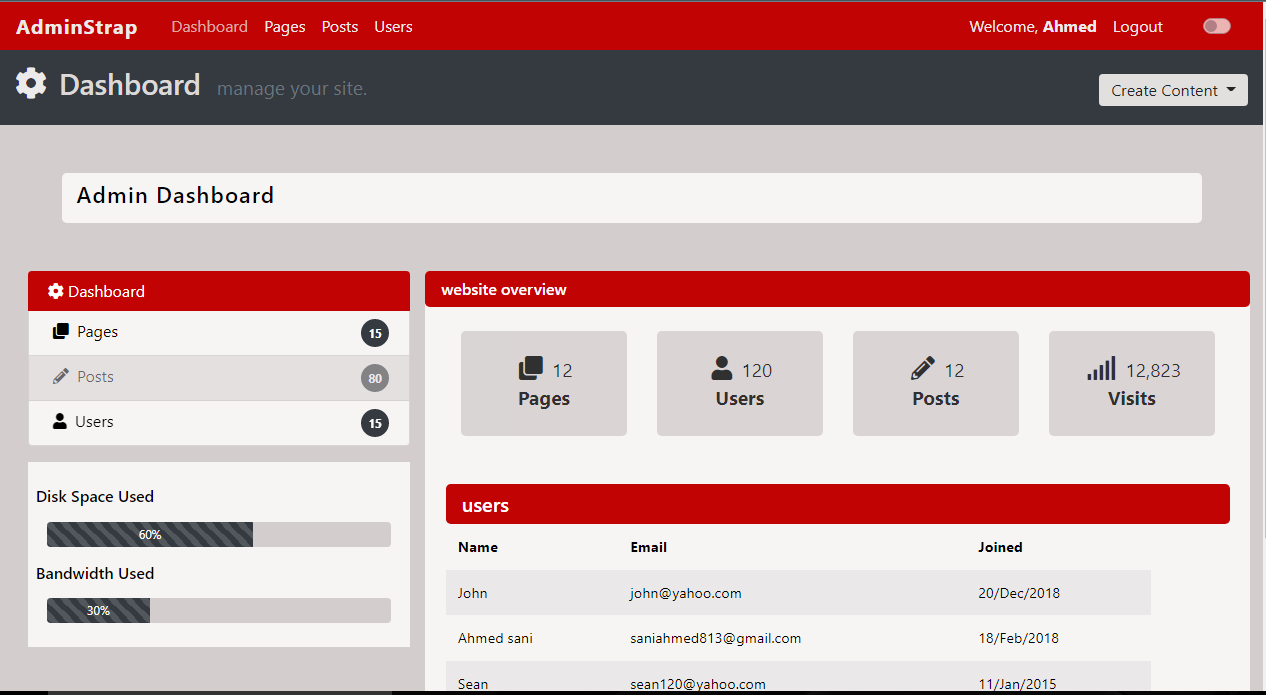 AdminStrap Dashboard Pages Posts Users Welcome, Ahmed Logout
Dashboard manage your site. Create Content
Admin Dashboard
Dashboard
Pages 15
Posts 80
Users 15
Disk Space Used
60%
Bandwidth Used
30%
website overview
12
Pages
120
Users
12
Posts
12,823
Visits
users
Name Email Joined
John john@yahoo.com 20/Dec/2018
Ahmed sani saniahmed813@gmail.com 18/Feb/2018
Sean sean120@yahoo.com 11/Jan/2015